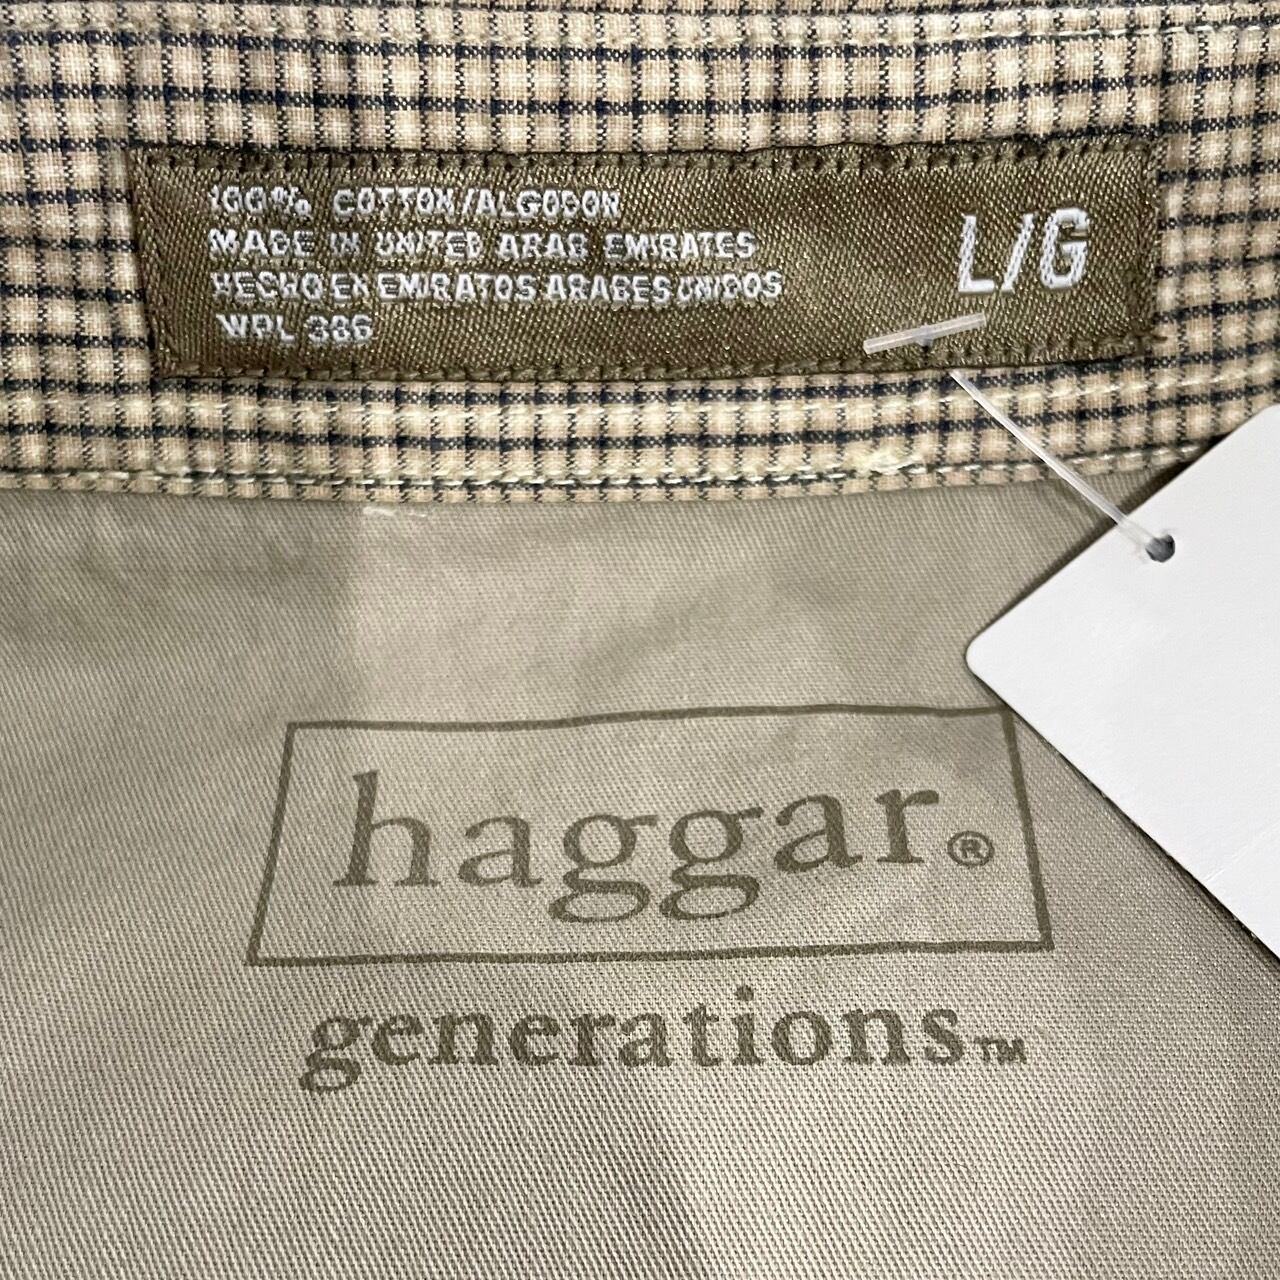 100% COTTON/ALGODON
MADE IN UNITED ARAB EMIRATES
HECHO EN EMIRATOS ARABES UNIDOS
WPL 386
L/G
haggar®
generations™